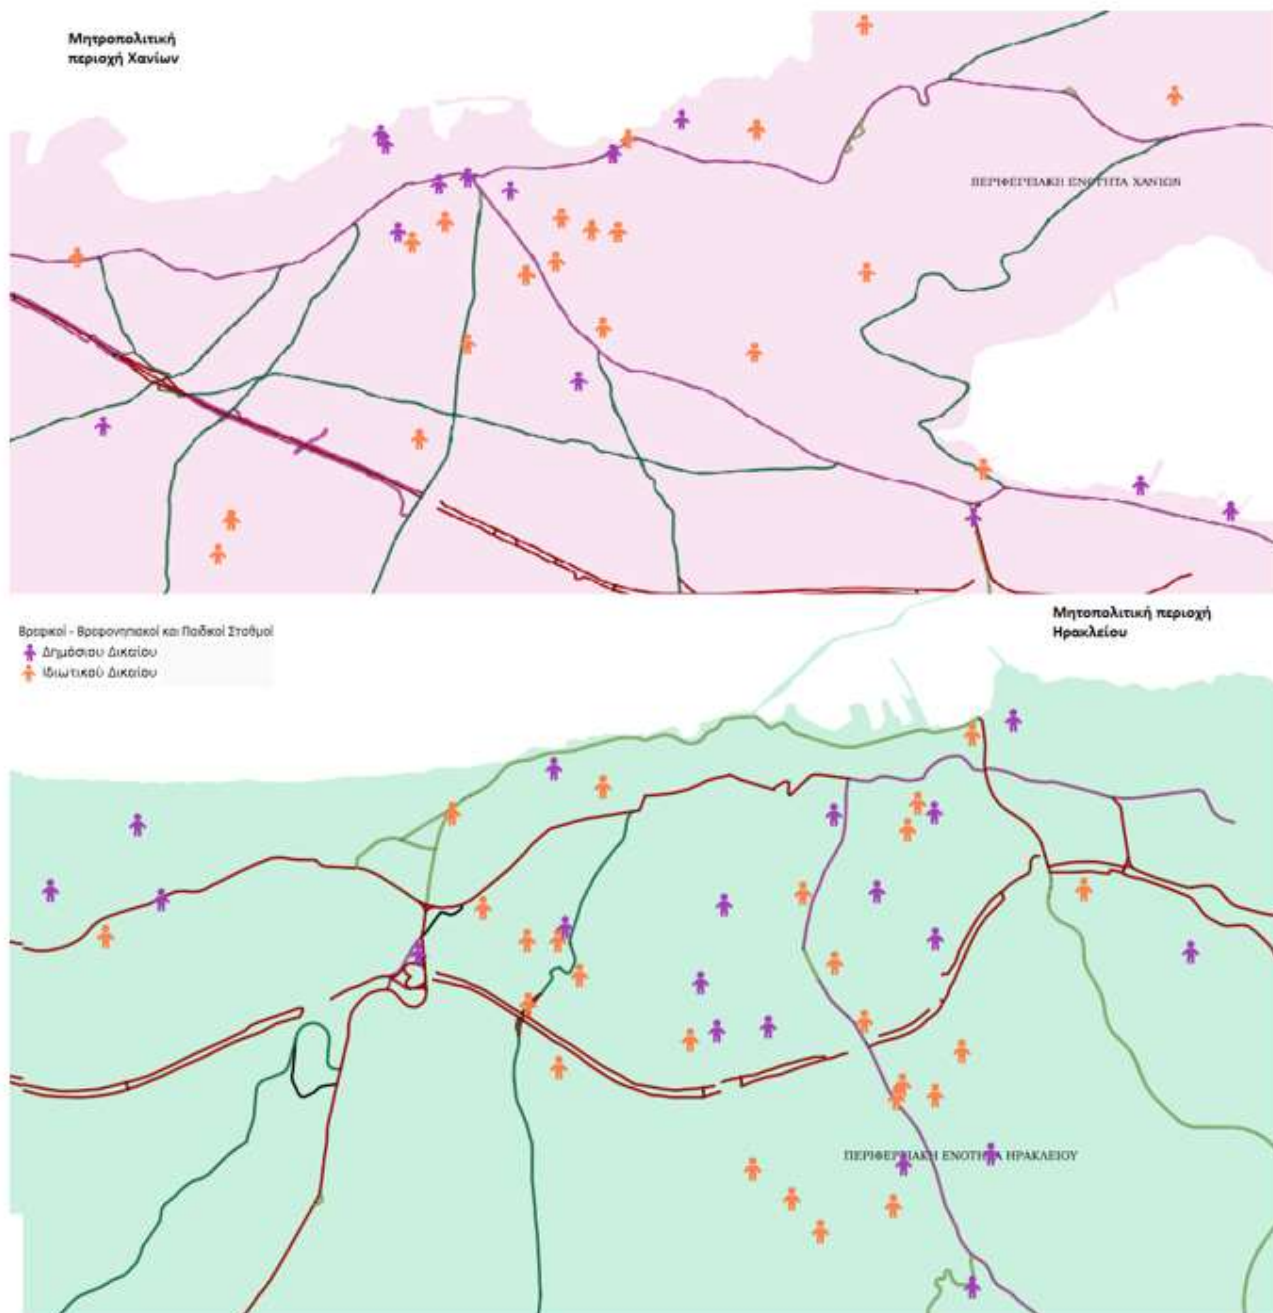 Μητροπολιτική
περιοχή Χανίων
ΠΕΡΙΦΕΡΕΙΑΚΗ ΕΝΟΤΗΤΑ ΧΑΝΙΩΝ
Μητοπολιτική περιοχή
Ηρακλείου
Βρεφικοί - Βρεφονηπιακοί και Παιδικοί Σταθμοί
Δημόσιου Δικαίου
Ιδιωτικού Δικαίου
ΠΕΡΙΦΕΡΕΙΑΚΗ ΕΝΟΤΗΤΑ ΗΡΑΚΛΕΙΟΥ